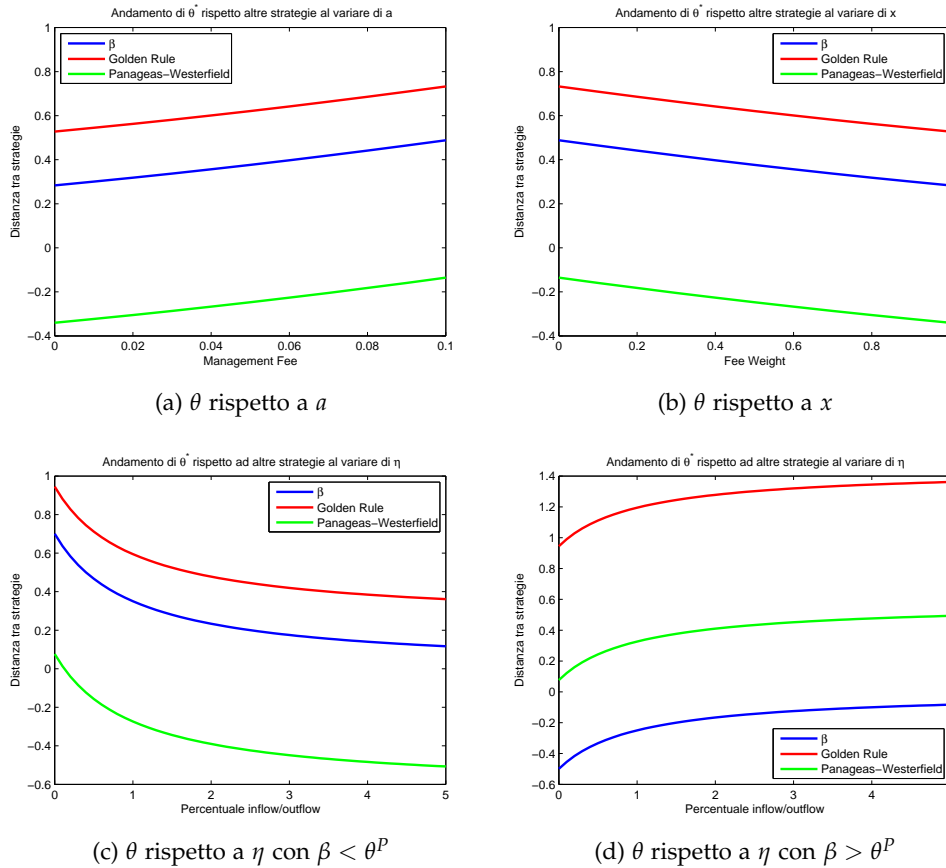 Andamento di θ* rispetto altre strategie al variare di a
1
0.8
0.6
0.4
0.2
0
−0.2
−0.4
Distanza tra strategie
β
Golden Rule
Panageas−Westerfield
0 0.02 0.04 0.06 0.08 0.1
Management Fee
(a) θ rispetto a a
Andamento di θ* rispetto altre strategie al variare di x
1
0.8
0.6
0.4
0.2
0
−0.2
−0.4
Distanza tra strategie
β
Golden Rule
Panageas−Westerfield
0 0.2 0.4 0.6 0.8
Fee Weight
(b) θ rispetto a x
Andamento di θ* rispetto ad altre strategie al variare di η
1
0.8
0.6
0.4
0.2
0
−0.2
−0.4
−0.6
Distanza tra strategie
β
Golden Rule
Panageas−Westerfield
0 1 2 3 4 5
Percentuale inflow/outflow
(c) θ rispetto a η con β < θᴾ
Andamento di θ* rispetto ad altre strategie al variare di η
1.4
1.2
1
0.8
0.6
0.4
0.2
0
−0.2
−0.4
−0.6
Distanza tra strategie
β
Golden Rule
Panageas−Westerfield
0 1 2 3 4
Percentuale inflow/outflow
(d) θ rispetto a η con β > θᴾ